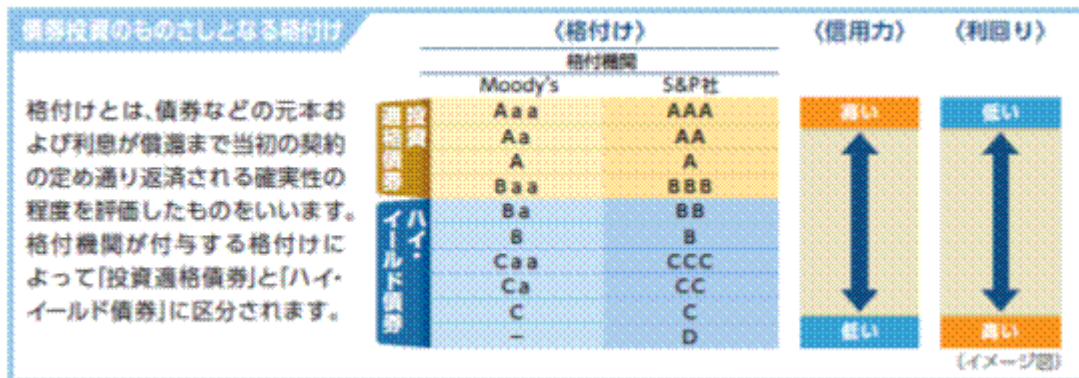 債券投資のものさしとなる格付け
格付けとは、債券などの元本お
よび利息が償還まで当初の契約
の定め通り返済される確実性の
程度を評価したものをいいます。
格付機関が付与する格付けに
よって「投資適格債券」と「ハイ・
イールド債券」に区分されます。
〈格付け〉
格付機関
Moody's S&P社
投資適格債券
Aaa AAA
Aa AA
A A
Baa BBB
ハイ・イールド債券
Ba BB
B B
Caa CCC
Ca CC
C C
− D
〈信用力〉
高い
低い
〈利回り〉
低い
高い
(イメージ図)